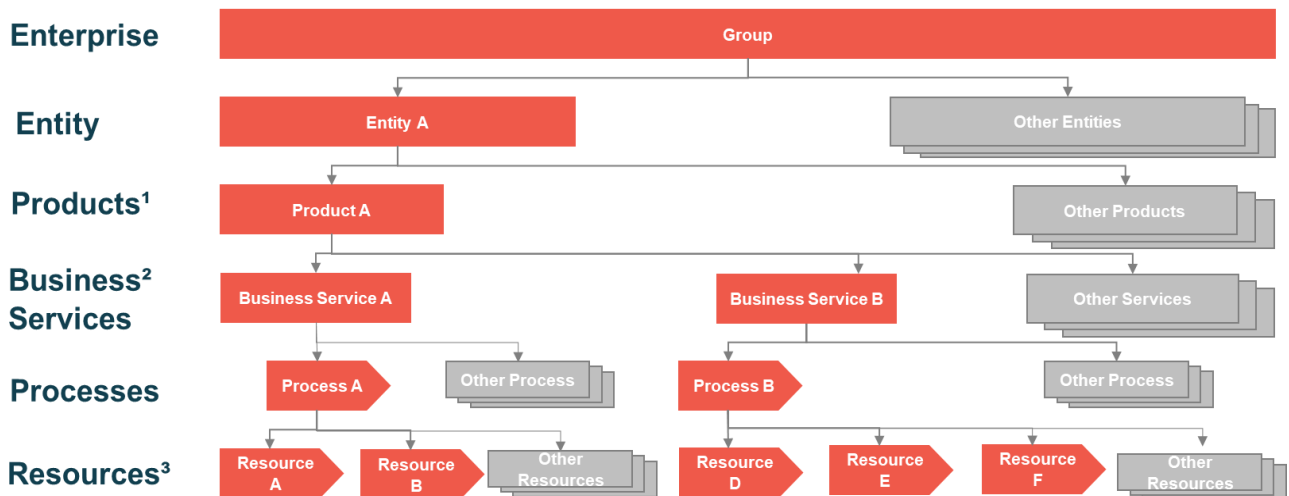 Enterprise
Group
Entity
Entity A
Other Entities
Products¹
Product A
Other Products
Business²
Services
Business Service A
Business Service B
Other Services
Processes
Process A
Other Process
Process B
Other Process
Resources³
Resource
A
Resource
B
Other
Resources
Resource
D
Resource
E
Resource
F
Other
Resources